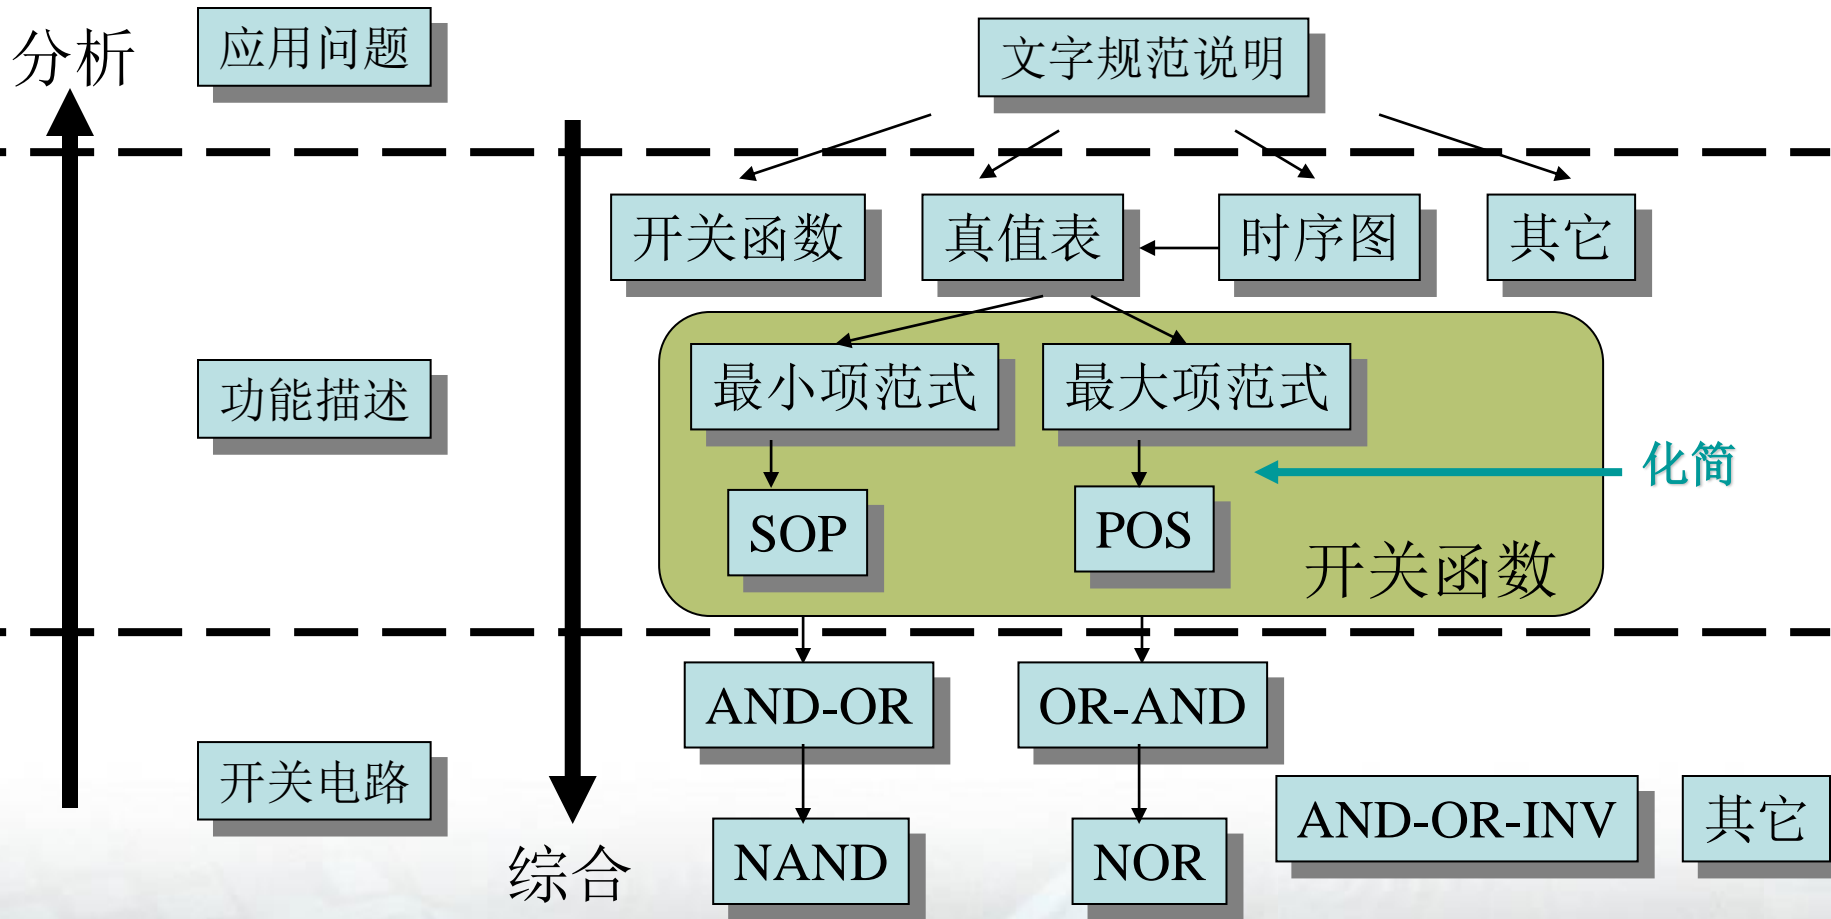 分析
应用问题
文字规范说明
开关函数
真值表
时序图
其它
功能描述
最小项范式
最大项范式
化简
SOP
POS
开关函数
AND-OR
OR-AND
开关电路
AND-OR-INV
其它
综合
NAND
NOR